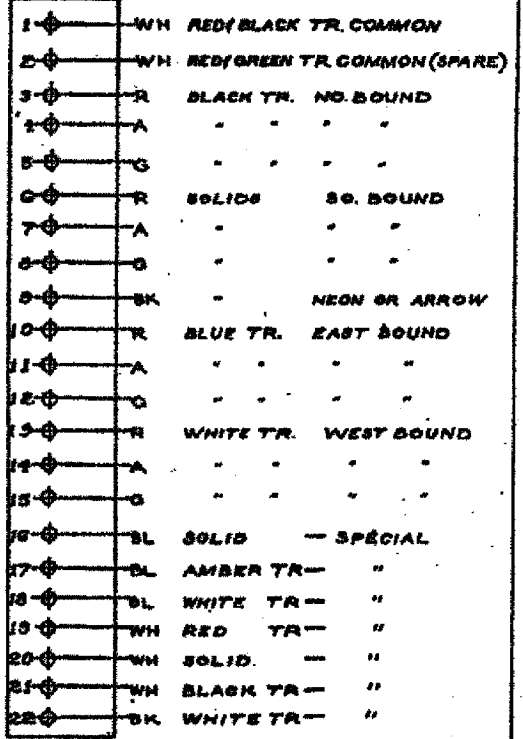 1 WH RED/BLACK TR. COMMON
2 WH RED/GREEN TR. COMMON (SPARE)
3 R BLACK TR. NO. BOUND
4 A " " " "
5 G " " " "
6 R SOLIDS SO. BOUND
7 A " " "
8 G " " "
9 BK " NEON OR ARROW
10 R BLUE TR. EAST BOUND
11 A " " " "
12 G " " " "
13 R WHITE TR. WEST BOUND
14 A " " " "
15 G " " " "
16 BL SOLID — SPECIAL
17 BL AMBER TR — "
18 BL WHITE TR — "
19 WH RED TR — "
20 WH SOLID. — "
21 WH BLACK TR — "
22 BK WHITE TR — "